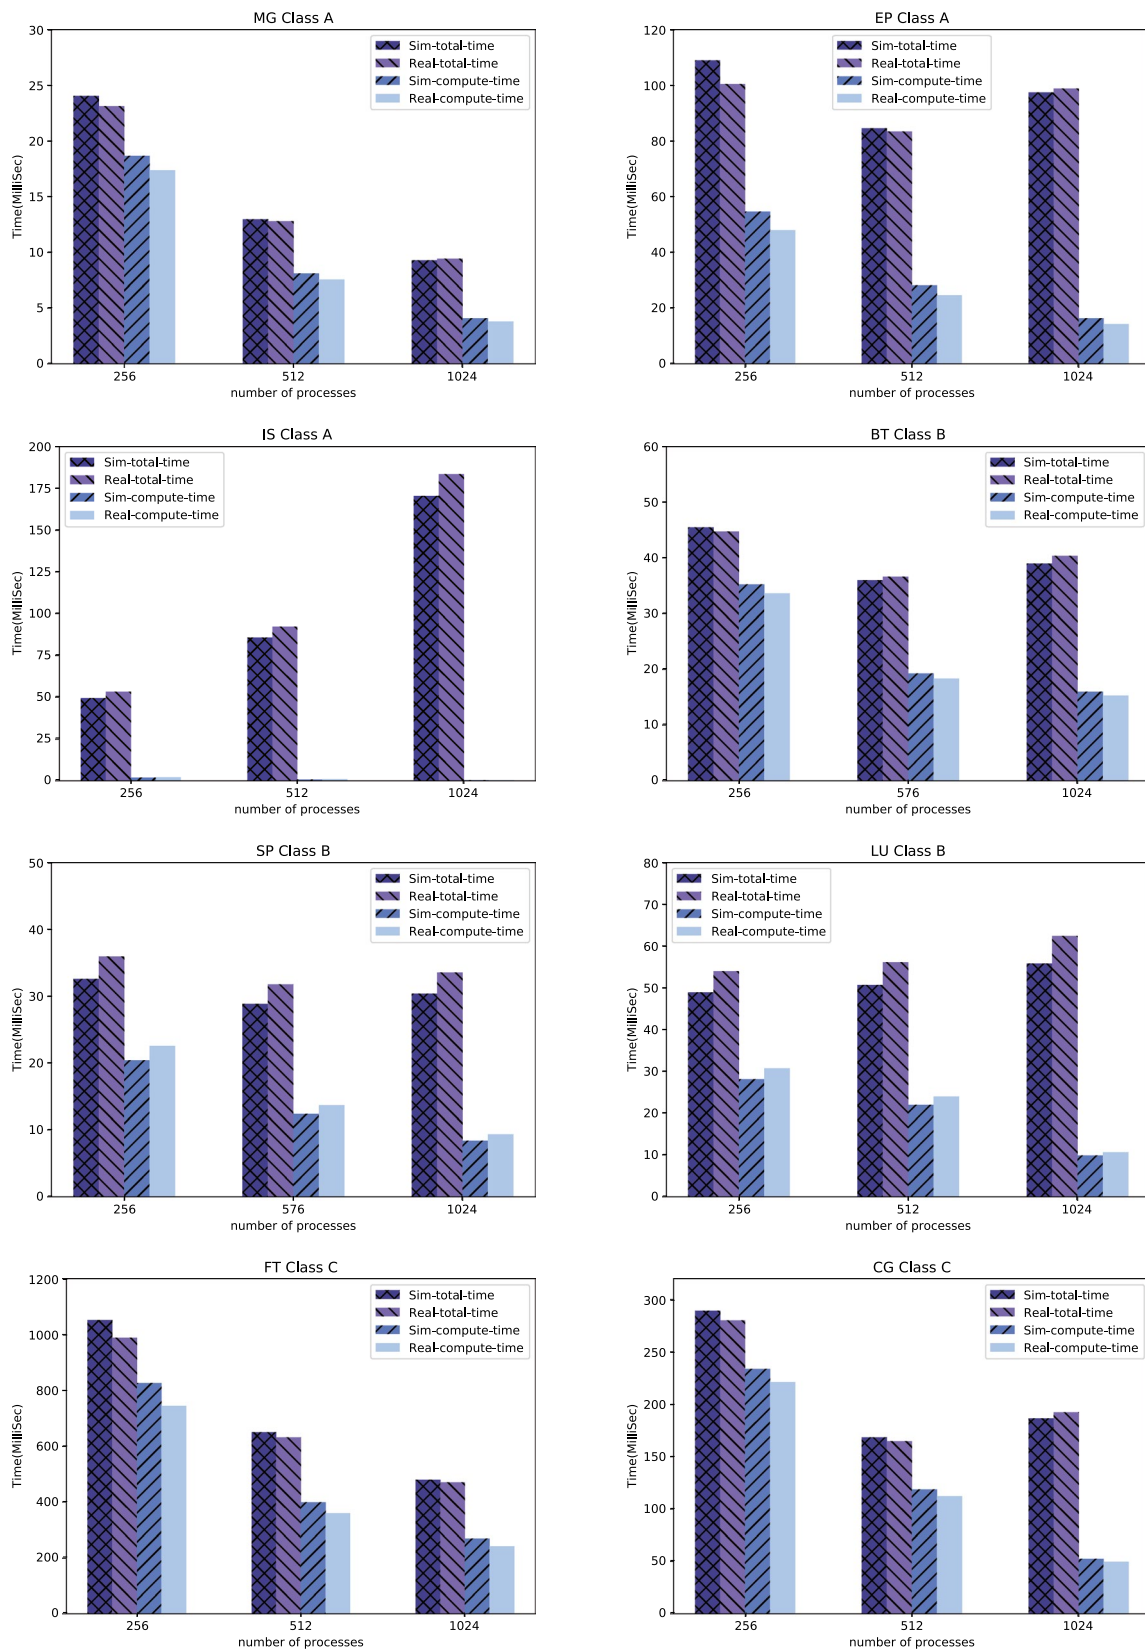 MG Class A
30
25
20
15
10
5
0
Time(MilliSec)
Sim-total-time
Real-total-time
Sim-compute-time
Real-compute-time
256 512 1024
number of processes
EP Class A
120
100
80
60
40
20
0
Time(MilliSec)
Sim-total-time
Real-total-time
Sim-compute-time
Real-compute-time
256 512 1024
number of processes
IS Class A
200
175
150
125
100
75
50
25
0
Time(MilliSec)
Sim-total-time
Real-total-time
Sim-compute-time
Real-compute-time
256 512 1024
number of processes
BT Class B
60
50
40
30
20
10
0
Time(MilliSec)
Sim-total-time
Real-total-time
Sim-compute-time
Real-compute-time
256 576 1024
number of processes
SP Class B
50
40
30
20
10
0
Time(MilliSec)
Sim-total-time
Real-total-time
Sim-compute-time
Real-compute-time
256 576 1024
number of processes
LU Class B
80
70
60
50
40
30
20
10
0
Time(MilliSec)
Sim-total-time
Real-total-time
Sim-compute-time
Real-compute-time
256 512 1024
number of processes
FT Class C
1200
1000
800
600
400
200
0
Time(MilliSec)
Sim-total-time
Real-total-time
Sim-compute-time
Real-compute-time
256 512 1024
number of processes
CG Class C
300
250
200
150
100
50
0
Time(MilliSec)
Sim-total-time
Real-total-time
Sim-compute-time
Real-compute-time
256 512 1024
number of processes